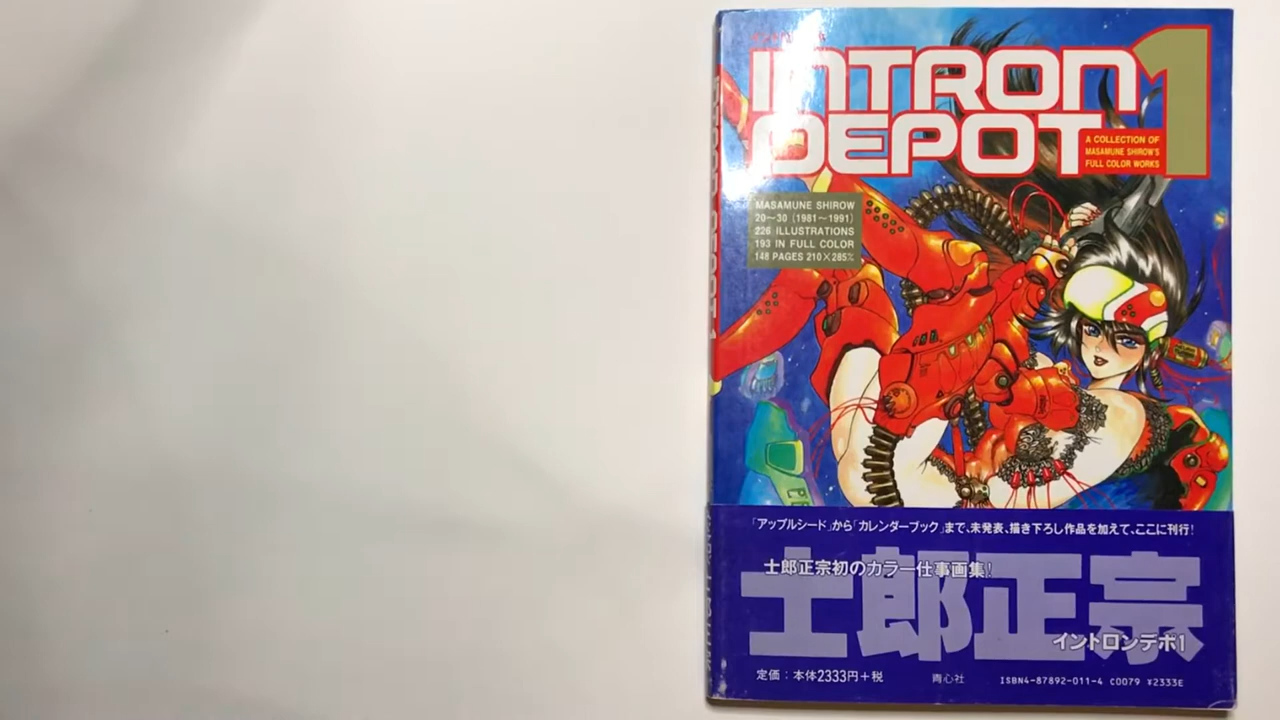 INTRON
DEPOT 1
A COLLECTION OF
MASAMUNE SHIROW'S
FULL COLOR WORKS
MASAMUNE SHIROW
20〜30 (1981〜1991)
226 ILLUSTRATIONS
193 IN FULL COLOR
148 PAGES 210×285%
「アップルシード」から「カレンダーブック」まで、未発表、描き下ろし作品を加えて、ここに刊行!
士郎正宗初のカラー仕事画集!
士郎正宗
イントロンデポ1
定価:本体2333円+税
青心社
ISBN4-87892-011-4 C0079 ¥2333E